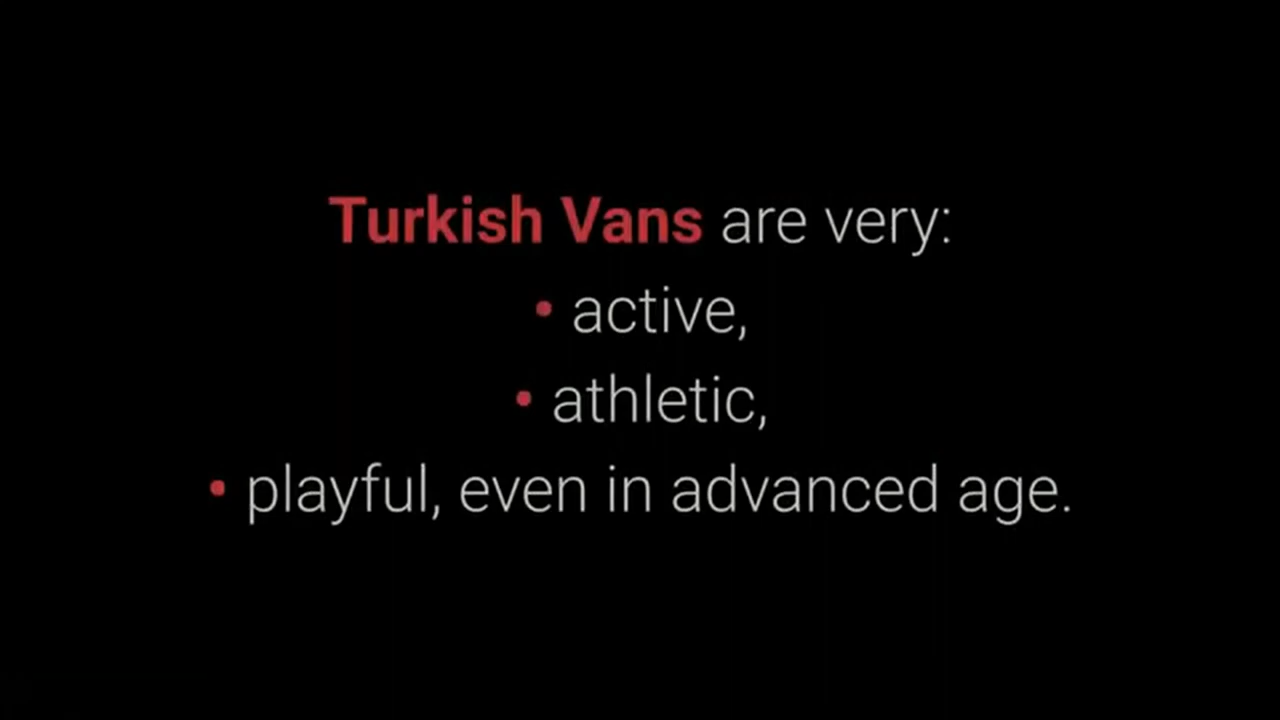 Turkish Vans are very:
• active,
• athletic,
• playful, even in advanced age.